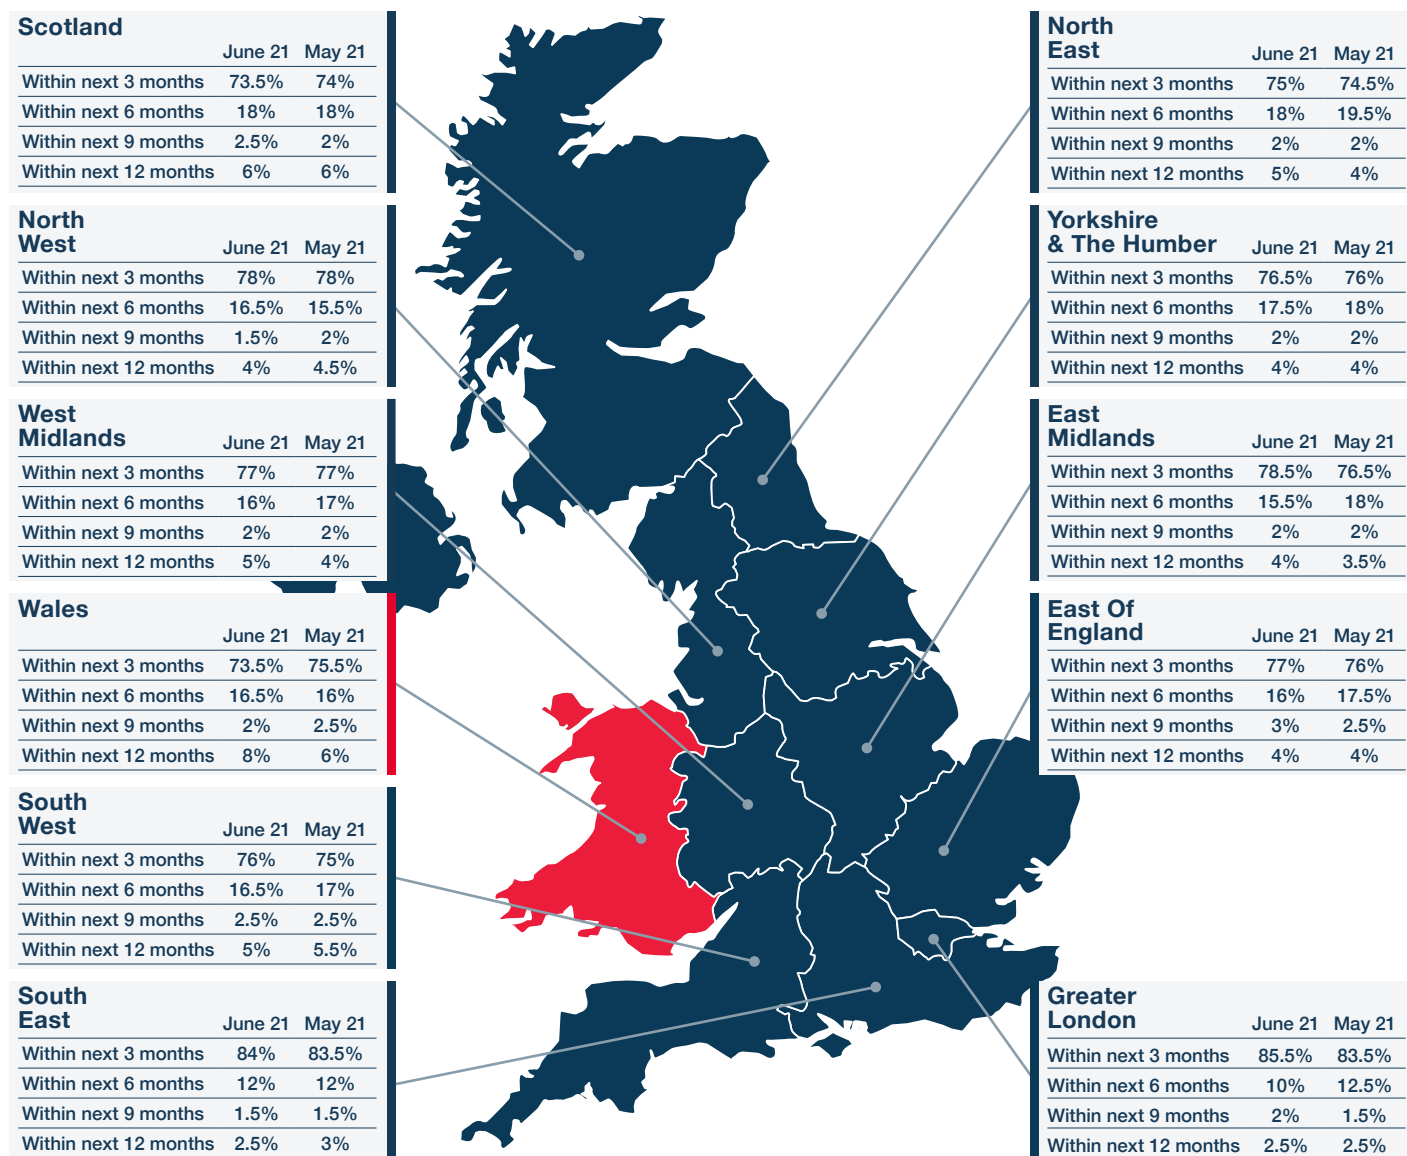 Scotland
June 21 May 21
Within next 3 months 73.5% 74%
Within next 6 months 18% 18%
Within next 9 months 2.5% 2%
Within next 12 months 6% 6%
North
West
June 21 May 21
Within next 3 months 78% 78%
Within next 6 months 16.5% 15.5%
Within next 9 months 1.5% 2%
Within next 12 months 4% 4.5%
West
Midlands
June 21 May 21
Within next 3 months 77% 77%
Within next 6 months 16% 17%
Within next 9 months 2% 2%
Within next 12 months 5% 4%
Wales
June 21 May 21
Within next 3 months 73.5% 75.5%
Within next 6 months 16.5% 16%
Within next 9 months 2% 2.5%
Within next 12 months 8% 6%
South
West
June 21 May 21
Within next 3 months 76% 75%
Within next 6 months 16.5% 17%
Within next 9 months 2.5% 2.5%
Within next 12 months 5% 5.5%
South
East
June 21 May 21
Within next 3 months 84% 83.5%
Within next 6 months 12% 12%
Within next 9 months 1.5% 1.5%
Within next 12 months 2.5% 3%
North
East
June 21 May 21
Within next 3 months 75% 74.5%
Within next 6 months 18% 19.5%
Within next 9 months 2% 2%
Within next 12 months 5% 4%
Yorkshire
& The Humber
June 21 May 21
Within next 3 months 76.5% 76%
Within next 6 months 17.5% 18%
Within next 9 months 2% 2%
Within next 12 months 4% 4%
East
Midlands
June 21 May 21
Within next 3 months 78.5% 76.5%
Within next 6 months 15.5% 18%
Within next 9 months 2% 2%
Within next 12 months 4% 3.5%
East Of
England
June 21 May 21
Within next 3 months 77% 76%
Within next 6 months 16% 17.5%
Within next 9 months 3% 2.5%
Within next 12 months 4% 4%
Greater
London
June 21 May 21
Within next 3 months 85.5% 83.5%
Within next 6 months 10% 12.5%
Within next 9 months 2% 1.5%
Within next 12 months 2.5% 2.5%